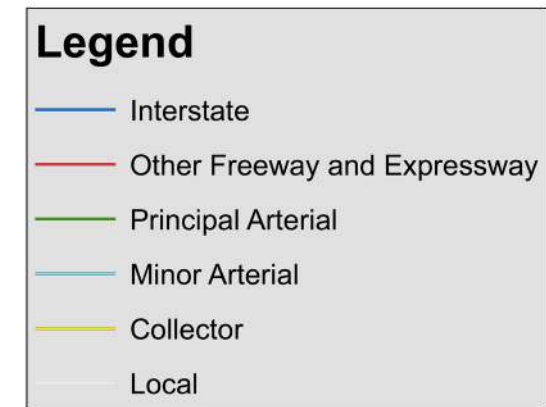 Legend
Interstate
Other Freeway and Expressway
Principal Arterial
Minor Arterial
Collector
Local